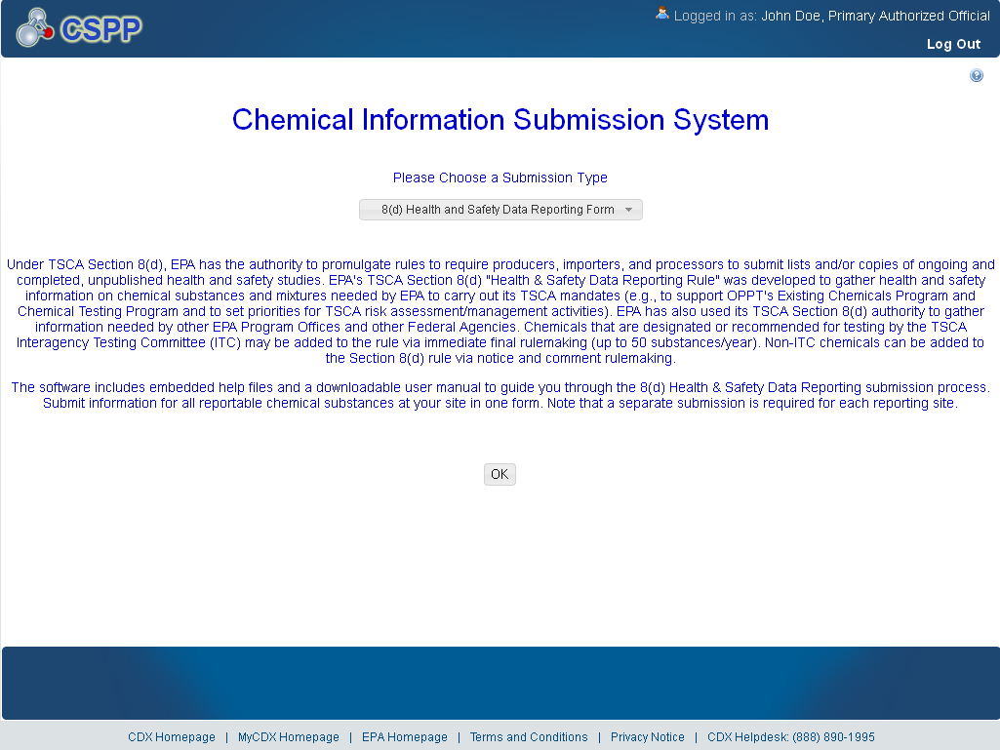 CSPP
Logged in as: John Doe, Primary Authorized Official
Log Out
Chemical Information Submission System
Please Choose a Submission Type
8(d) Health and Safety Data Reporting Form
Under TSCA Section 8(d), EPA has the authority to promulgate rules to require producers, importers, and processors to submit lists and/or copies of ongoing and
completed, unpublished health and safety studies. EPA's TSCA Section 8(d) "Health & Safety Data Reporting Rule" was developed to gather health and safety
information on chemical substances and mixtures needed by EPA to carry out its TSCA mandates (e.g., to support OPPT's Existing Chemicals Program and
Chemical Testing Program and to set priorities for TSCA risk assessment/management activities). EPA has also used its TSCA Section 8(d) authority to gather
information needed by other EPA Program Offices and other Federal Agencies. Chemicals that are designated or recommended for testing by the TSCA
Interagency Testing Committee (ITC) may be added to the rule via immediate final rulemaking (up to 50 substances/year). Non-ITC chemicals can be added to
the Section 8(d) rule via notice and comment rulemaking.
The software includes embedded help files and a downloadable user manual to guide you through the 8(d) Health & Safety Data Reporting submission process.
Submit information for all reportable chemical substances at your site in one form. Note that a separate submission is required for each reporting site.
OK
CDX Homepage | MyCDX Homepage | EPA Homepage | Terms and Conditions | Privacy Notice | CDX Helpdesk: (888) 890-1995